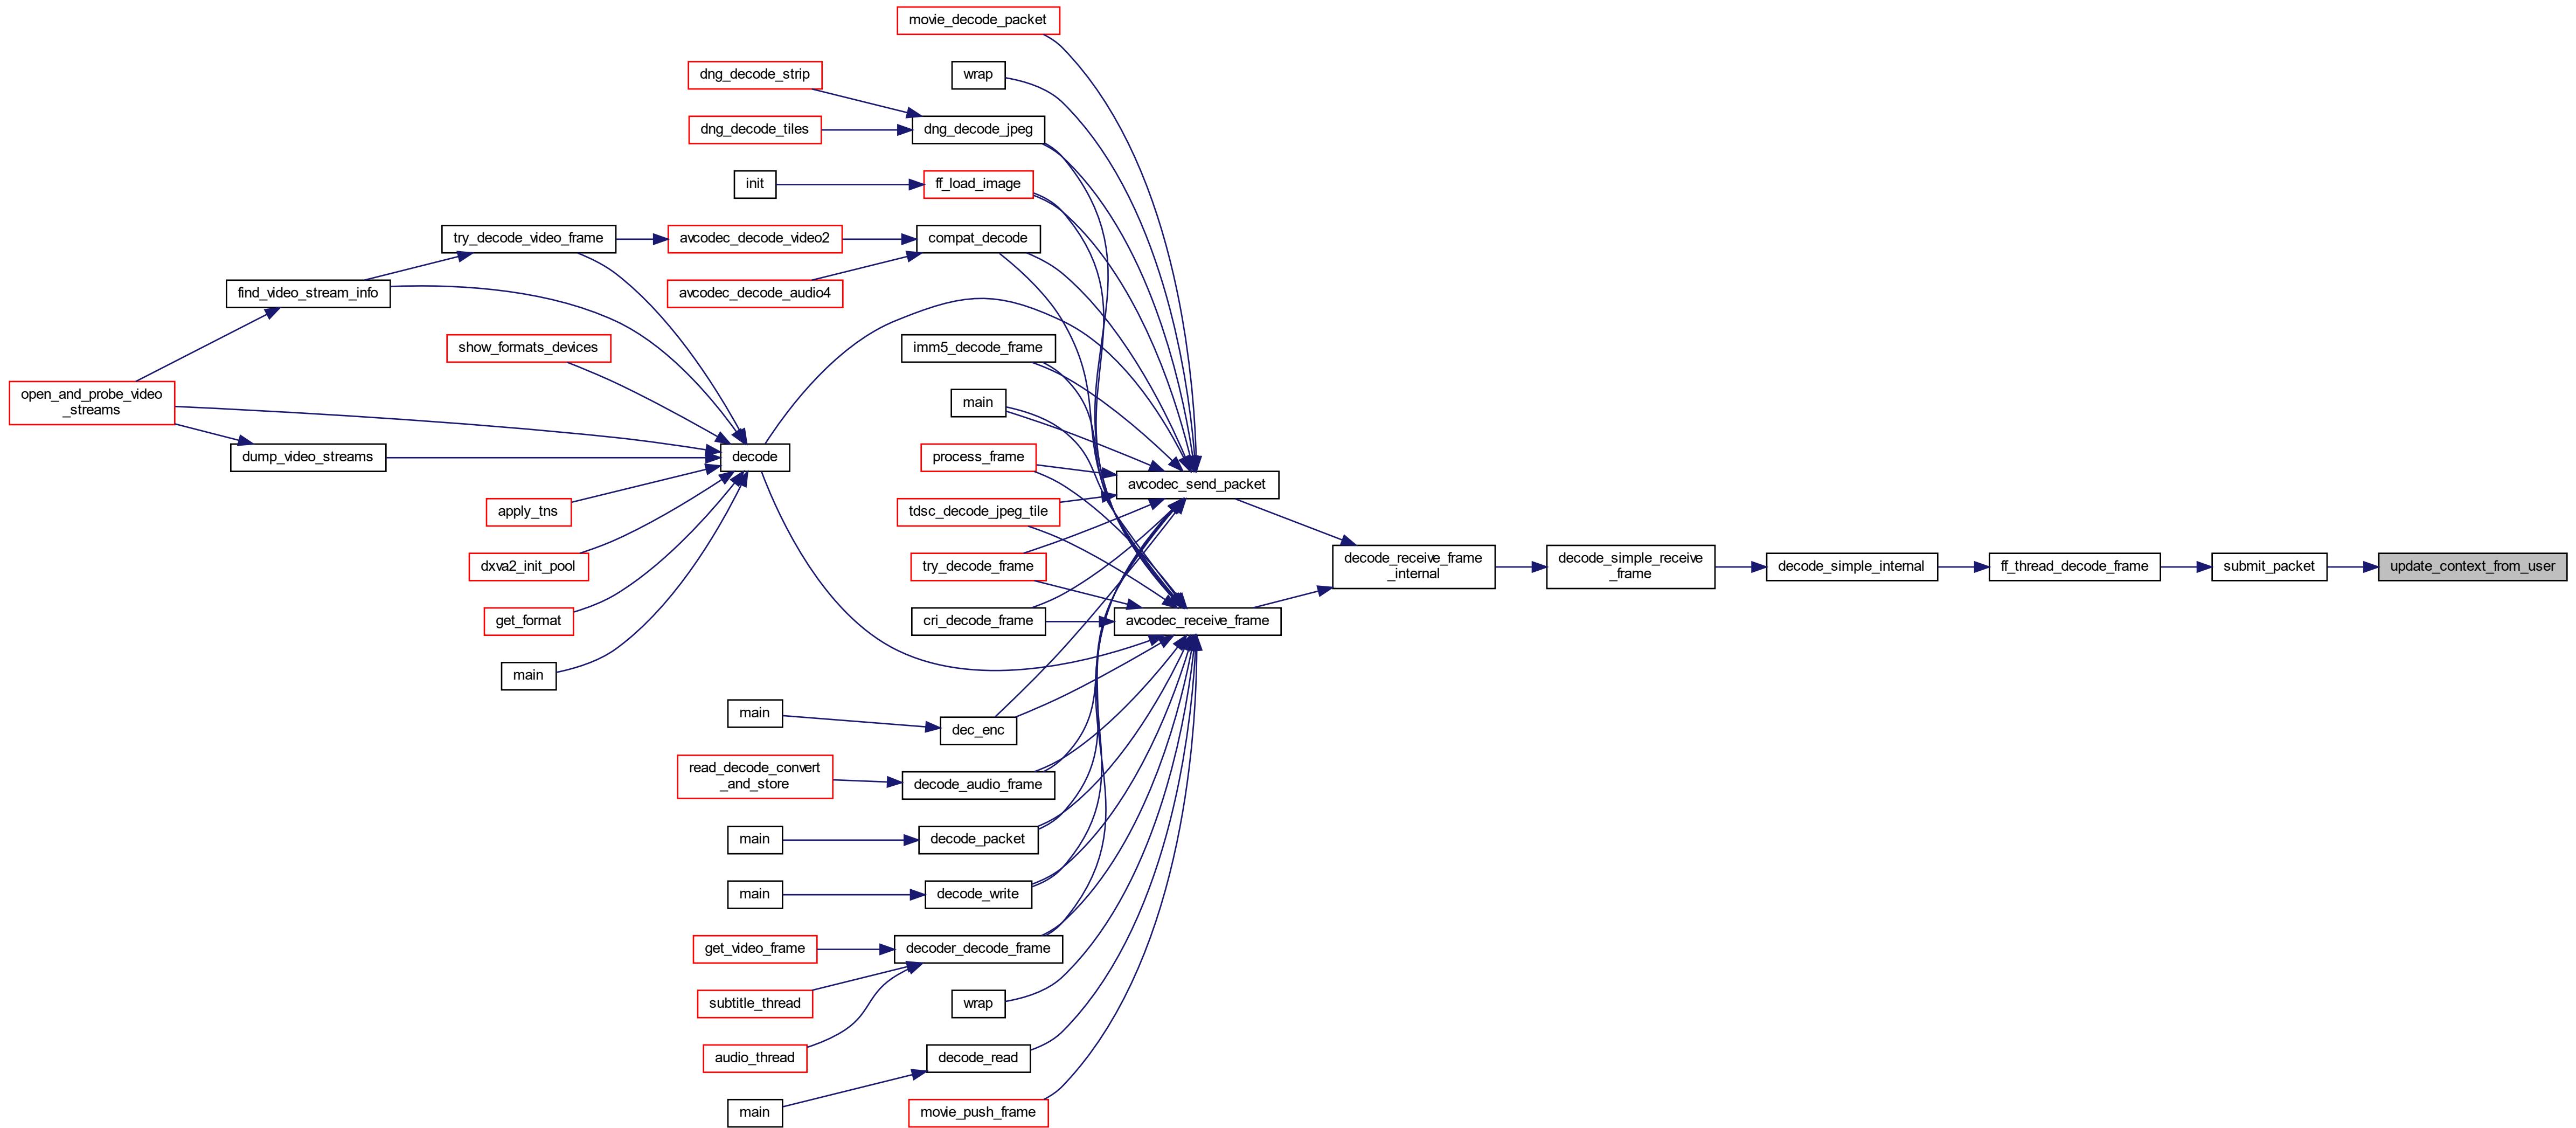 movie_decode_packet
wrap
dng_decode_strip
dng_decode_tiles
dng_decode_jpeg
init
ff_load_image
try_decode_video_frame
avcodec_decode_video2
compat_decode
find_video_stream_info
avcodec_decode_audio4
show_formats_devices
imm5_decode_frame
open_and_probe_video
_streams
main
dump_video_streams
decode
process_frame
avcodec_send_packet
apply_tns
tdsc_decode_jpeg_tile
dxva2_init_pool
try_decode_frame
decode_receive_frame
_internal
decode_simple_receive
_frame
decode_simple_internal
ff_thread_decode_frame
submit_packet
update_context_from_user
get_format
cri_decode_frame
avcodec_receive_frame
main
main
dec_enc
read_decode_convert
_and_store
decode_audio_frame
main
decode_packet
main
decode_write
get_video_frame
decoder_decode_frame
subtitle_thread
wrap
audio_thread
decode_read
main
movie_push_frame